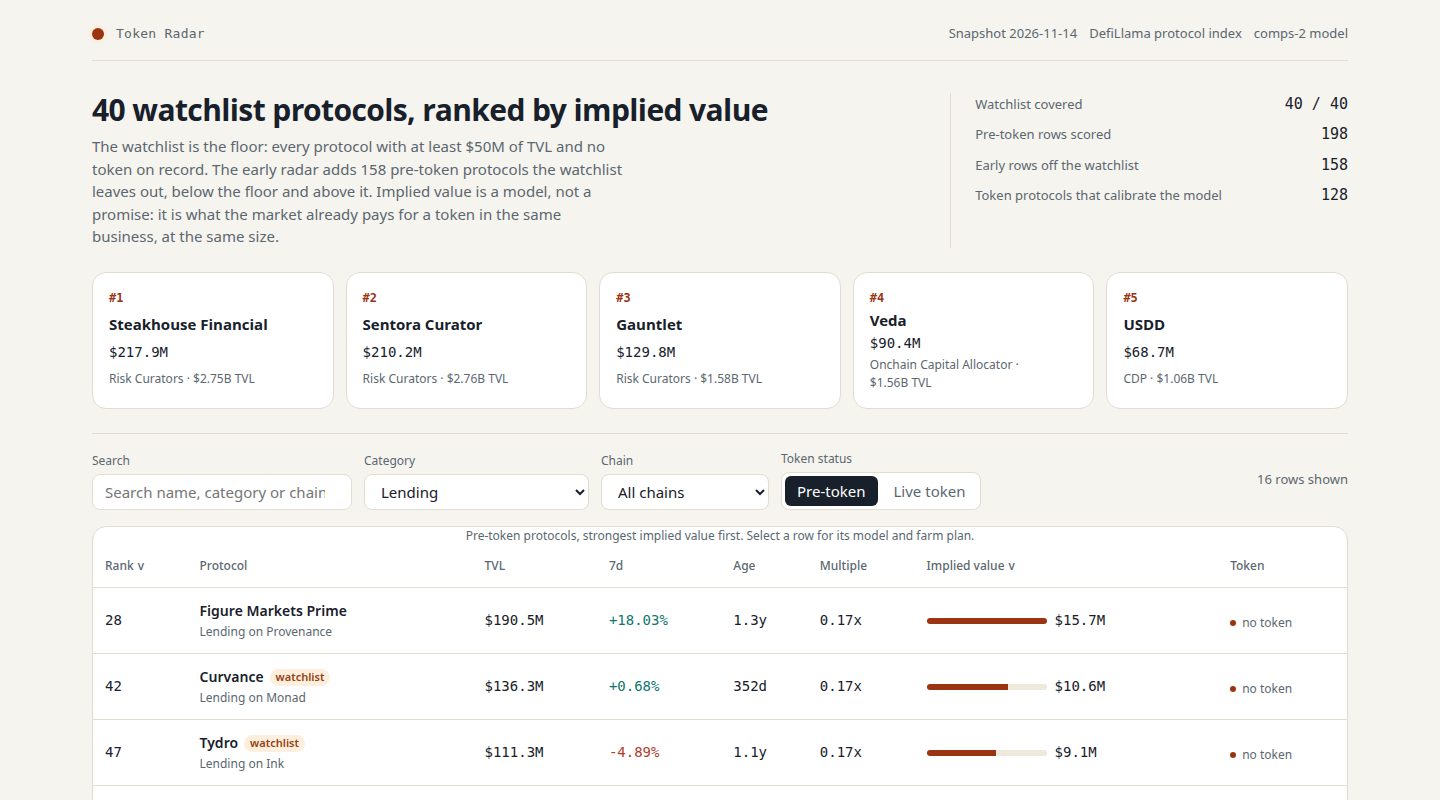 Token Radar
Snapshot 2026-11-14 DefiLlama protocol index comps-2 model
40 watchlist protocols, ranked by implied value
The watchlist is the floor: every protocol with at least $50M of TVL and no
token on record. The early radar adds 158 pre-token protocols the watchlist
leaves out, below the floor and above it. Implied value is a model, not a
promise: it is what the market already pays for a token in the same
business, at the same size.
Watchlist covered 40 / 40
Pre-token rows scored 198
Early rows off the watchlist 158
Token protocols that calibrate the model 128
#1
Steakhouse Financial
$217.9M
Risk Curators · $2.75B TVL
#2
Sentora Curator
$210.2M
Risk Curators · $2.76B TVL
#3
Gauntlet
$129.8M
Risk Curators · $1.58B TVL
#4
Veda
$90.4M
Onchain Capital Allocator ·
$1.56B TVL
#5
USDD
$68.7M
CDP · $1.06B TVL
Search
Search name, category or chain
Category
Lending
Chain
All chains
Token status
Pre-token Live token
16 rows shown
Pre-token protocols, strongest implied value first. Select a row for its model and farm plan.
Rank v Protocol TVL 7d Age Multiple Implied value v Token
28 Figure Markets Prime $190.5M +18.03% 1.3y 0.17x $15.7M no token
Lending on Provenance
42 Curvance watchlist $136.3M +0.68% 352d 0.17x $10.6M no token
Lending on Monad
47 Tydro watchlist $111.3M -4.89% 1.1y 0.17x $9.1M no token
Lending on Ink